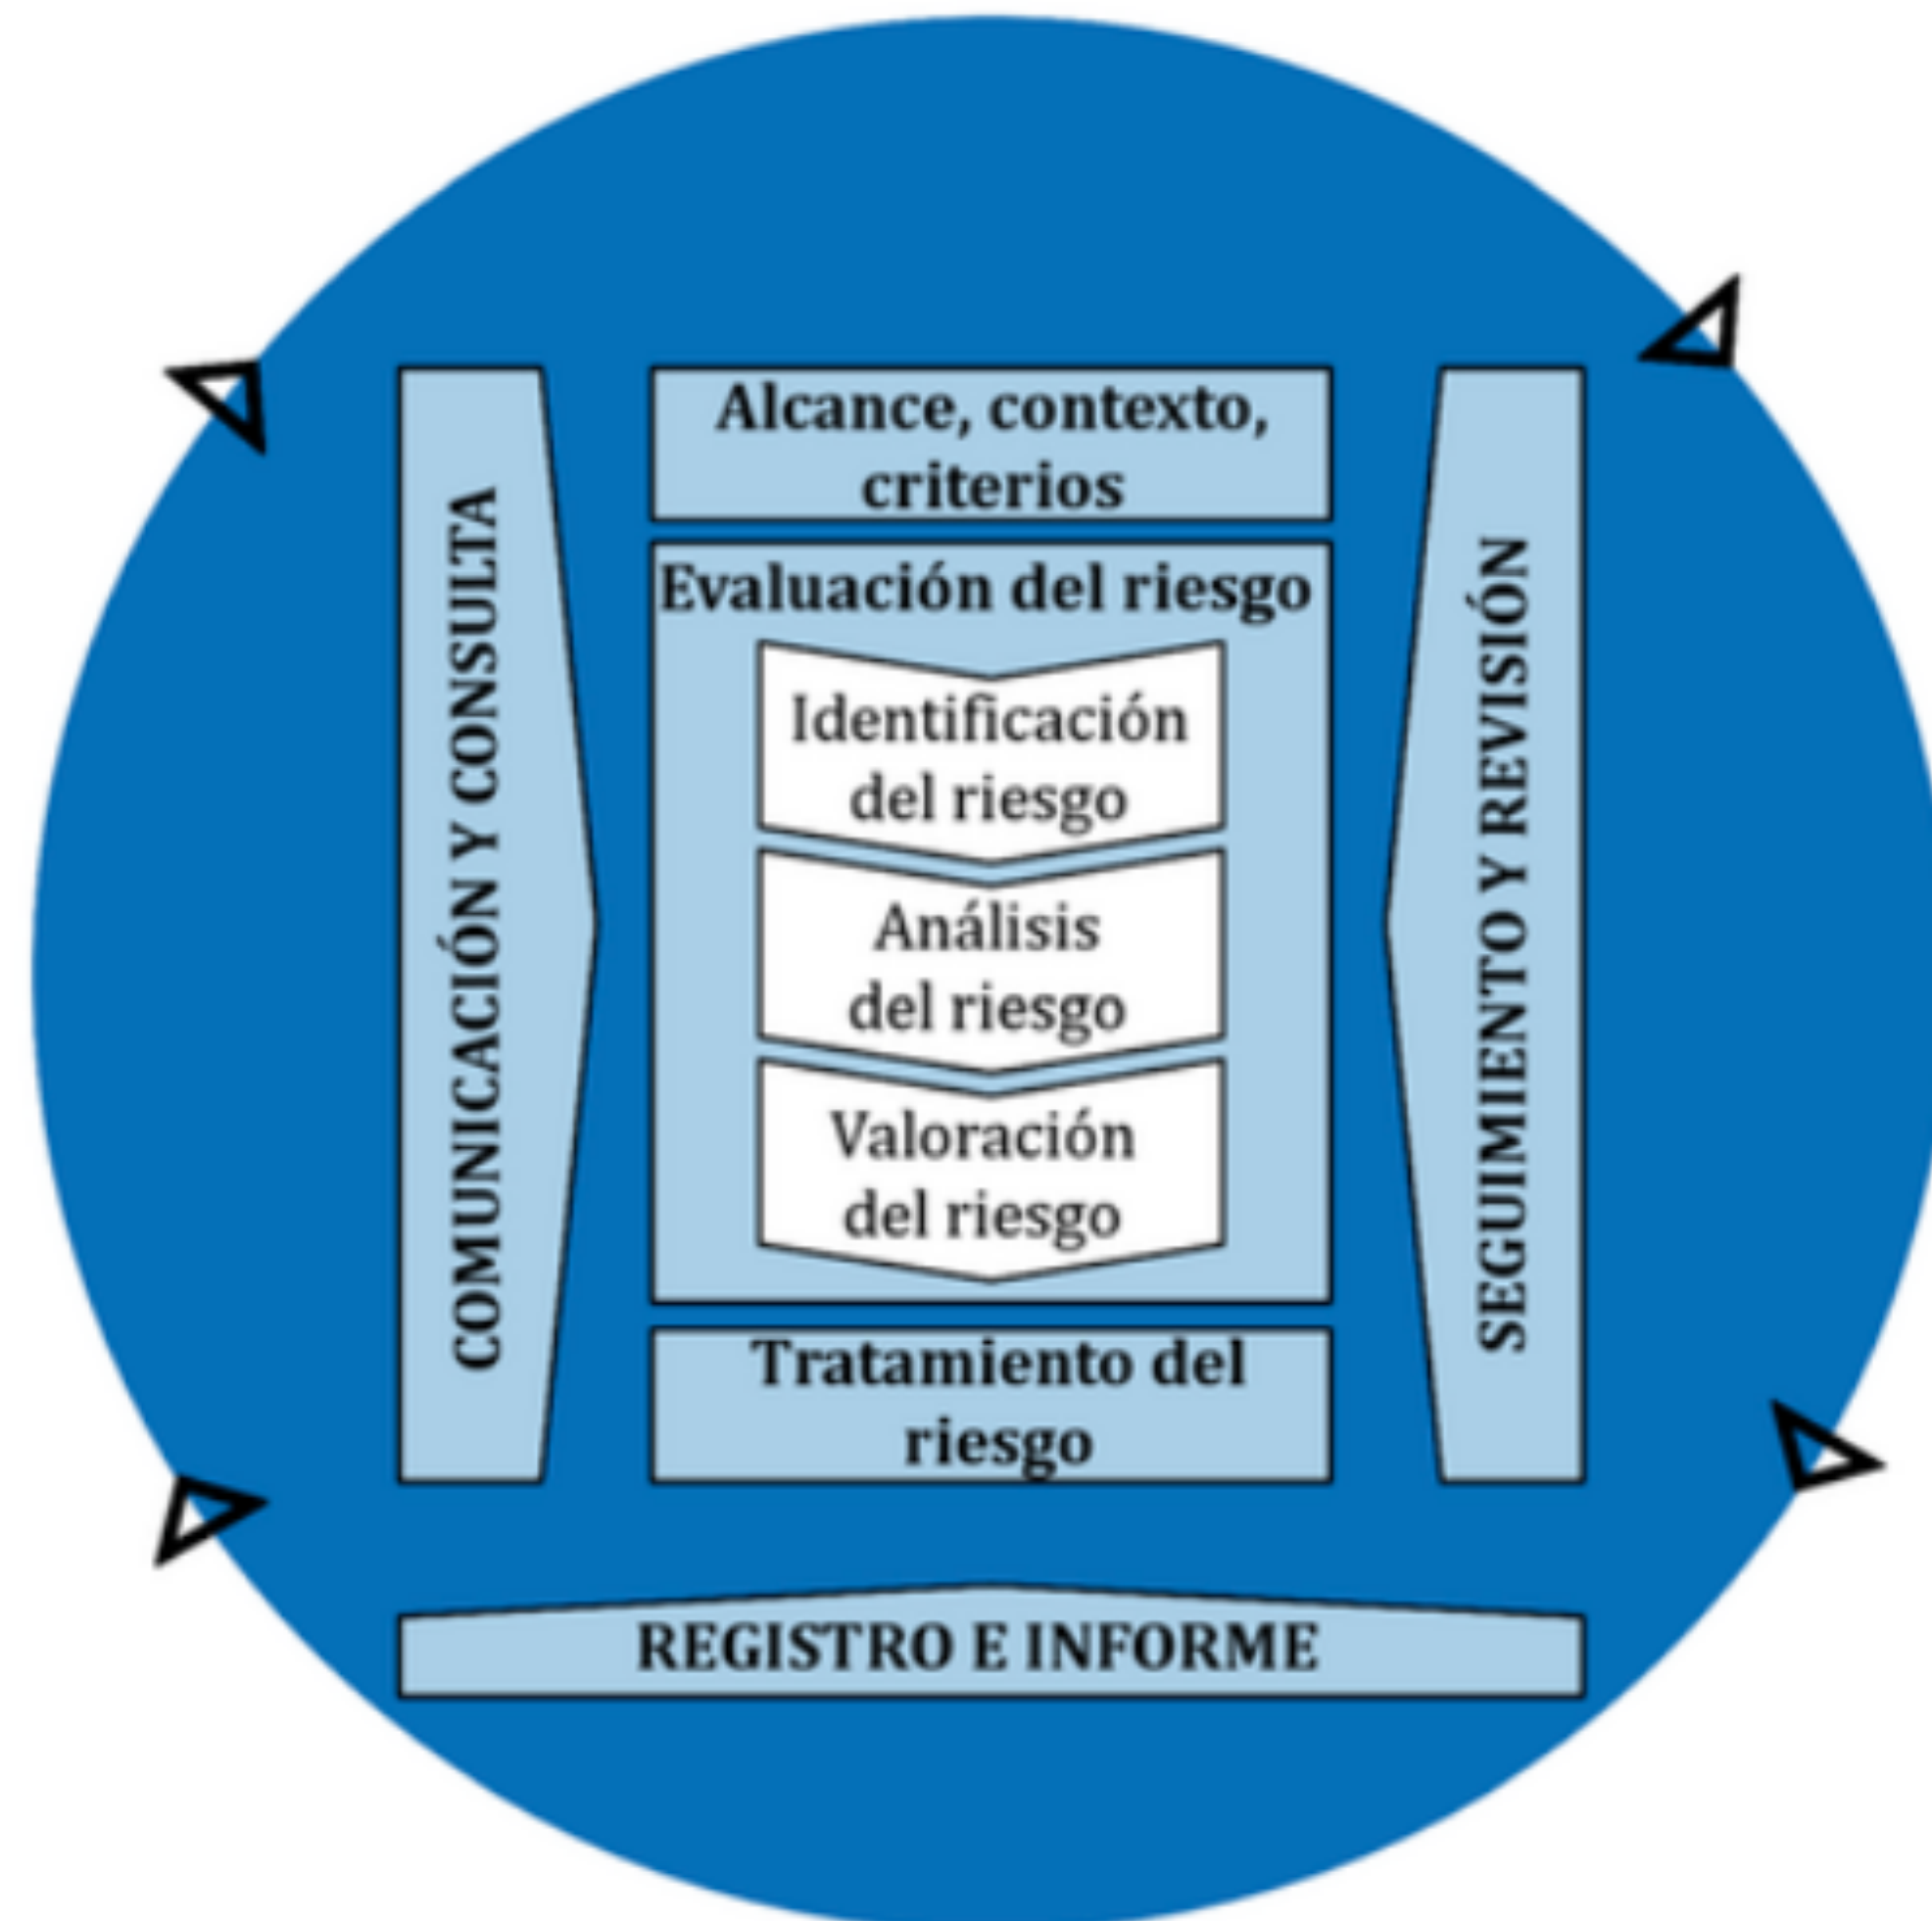 COMUNICACIÓN Y CONSULTA
Alcance, contexto,
criterios
Evaluación del riesgo
Identificación
del riesgo
Análisis
del riesgo
Valoración
del riesgo
Tratamiento del
riesgo
SEGUIMIENTO Y REVISIÓN
REGISTRO E INFORME